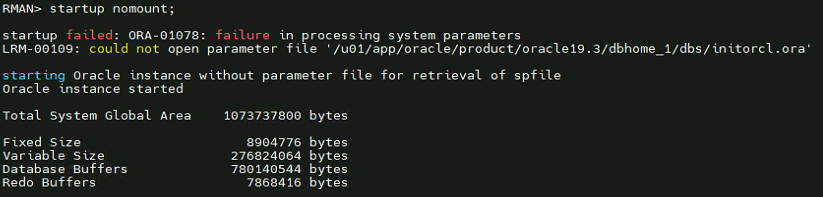 RMAN> startup nomount;
startup failed: ORA-01078: failure in processing system parameters
LRM-00109: could not open parameter file '/u01/app/oracle/product/oracle19.3/dbhome_1/dbs/initorcl.ora'
starting Oracle instance without parameter file for retrieval of spfile
Oracle instance started
Total System Global Area    1073737800 bytes
Fixed Size                     8904776 bytes
Variable Size                276824064 bytes
Database Buffers             780140544 bytes
Redo Buffers                   7868416 bytes